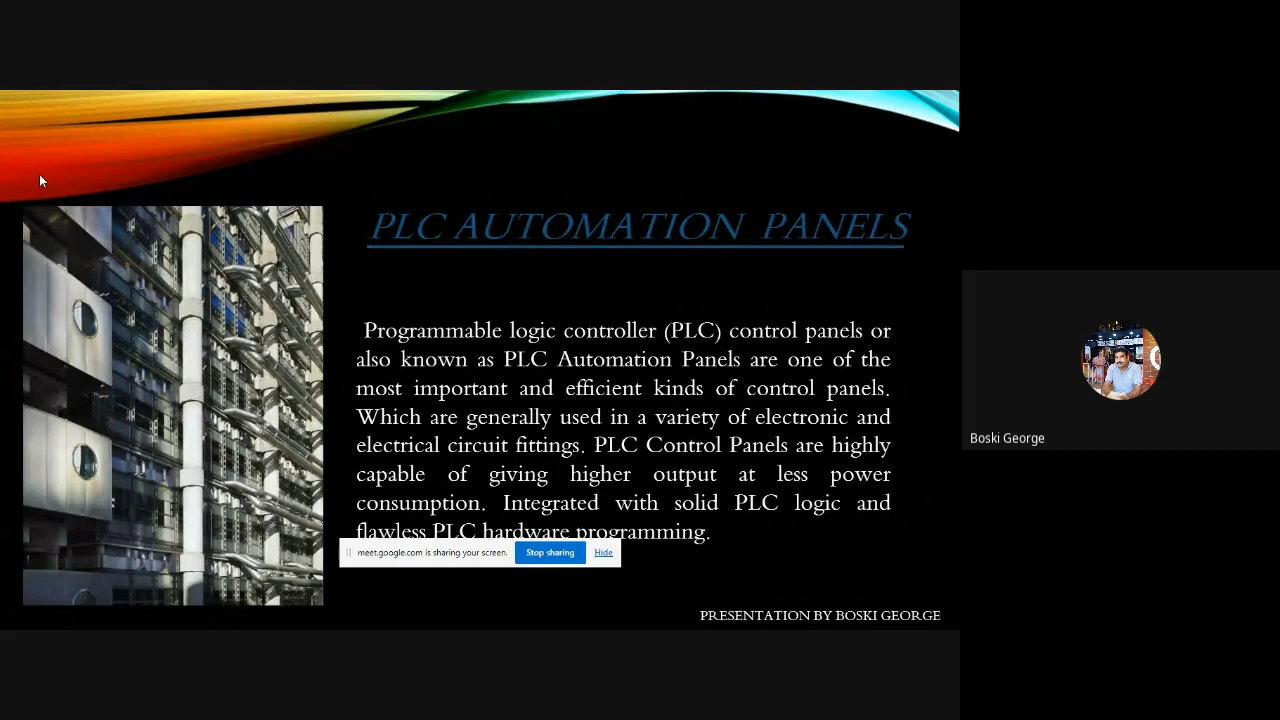 PLC AUTOMATION PANELS
Programmable logic controller (PLC) control panels or
also known as PLC Automation Panels are one of the
most important and efficient kinds of control panels.
Which are generally used in a variety of electronic and
electrical circuit fittings. PLC Control Panels are highly
capable of giving higher output at less power
consumption. Integrated with solid PLC logic and
flawless PLC hardware programming.
meet.google.com is sharing your screen. Stop sharing Hide
PRESENTATION BY BOSKI GEORGE
Boski George